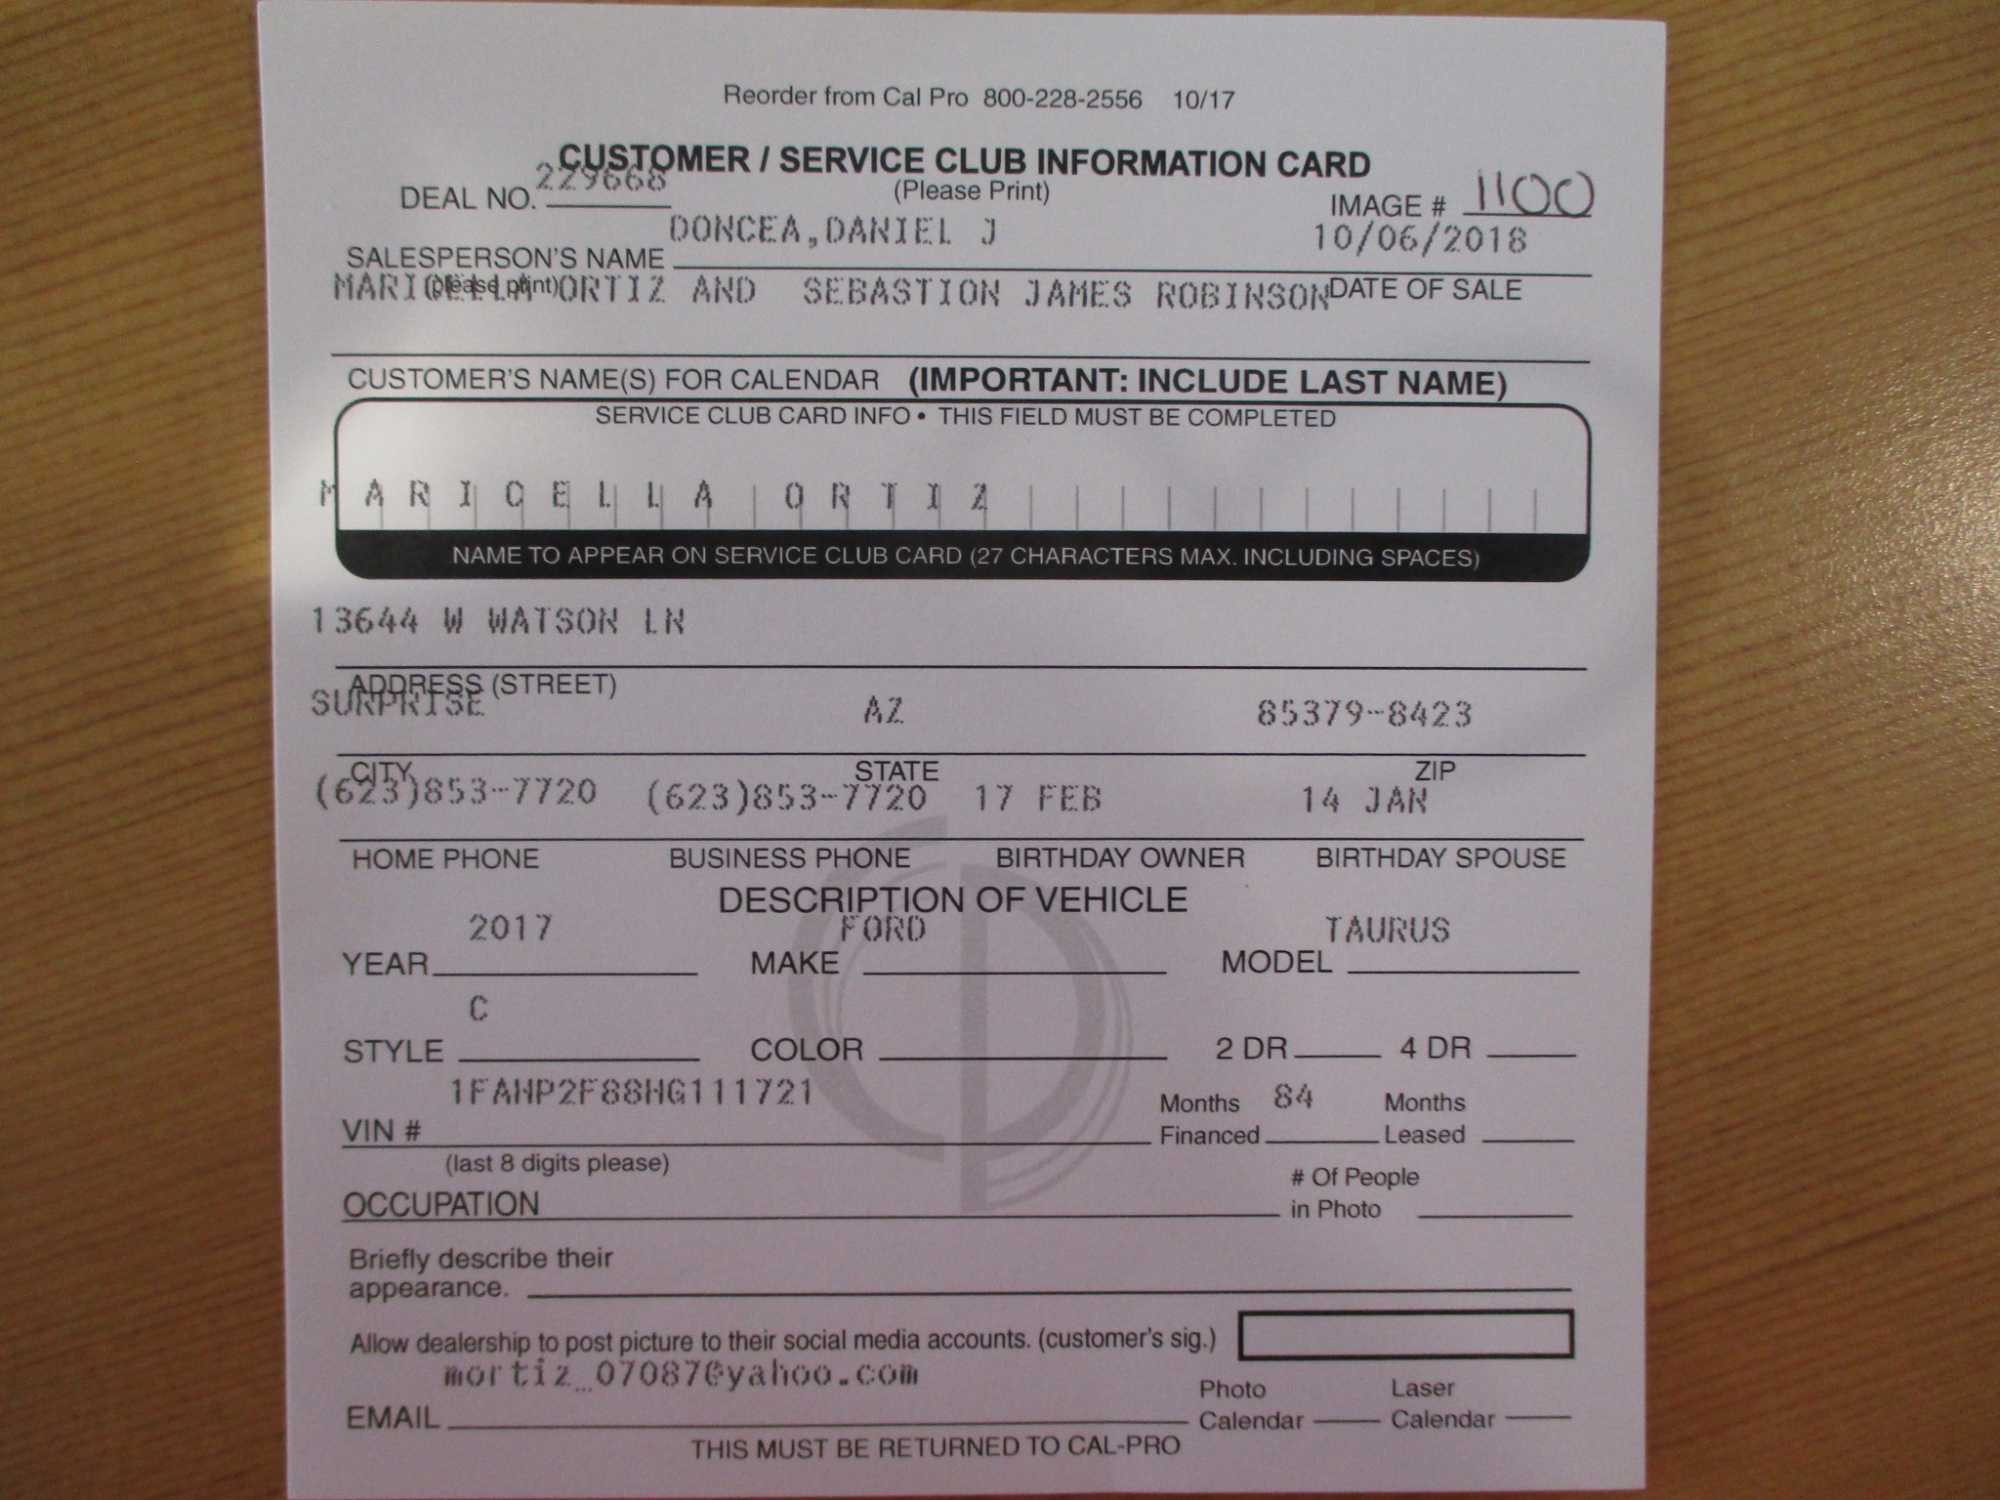 Reorder from Cal Pro 800-228-2556 10/17
CUSTOMER / SERVICE CLUB INFORMATION CARD
DEAL NO. 229668 (Please Print) IMAGE # 1100
DONCEA,DANIEL J 10/06/2018
SALESPERSON'S NAME
(please print) DATE OF SALE
MARICELLA ORTIZ AND SEBASTION JAMES ROBINSON
CUSTOMER'S NAME(S) FOR CALENDAR (IMPORTANT: INCLUDE LAST NAME)
SERVICE CLUB CARD INFO • THIS FIELD MUST BE COMPLETED
MARICELLA ORTIZ
NAME TO APPEAR ON SERVICE CLUB CARD (27 CHARACTERS MAX. INCLUDING SPACES)
13644 W WATSON LN
ADDRESS (STREET)
SURPRISE AZ 85379-8423
CITY STATE ZIP
(623)853-7720 (623)853-7720 17 FEB 14 JAN
HOME PHONE BUSINESS PHONE BIRTHDAY OWNER BIRTHDAY SPOUSE
DESCRIPTION OF VEHICLE
2017 FORD TAURUS
YEAR MAKE MODEL
C
STYLE COLOR 2 DR 4 DR
1FAHP2F88HG111721 Months 84 Months
VIN # Financed Leased
(last 8 digits please) # Of People
OCCUPATION in Photo
Briefly describe their
appearance.
Allow dealership to post picture to their social media accounts. (customer's sig.)
mortiz_07087@yahoo.com Photo Laser
EMAIL Calendar Calendar
THIS MUST BE RETURNED TO CAL-PRO